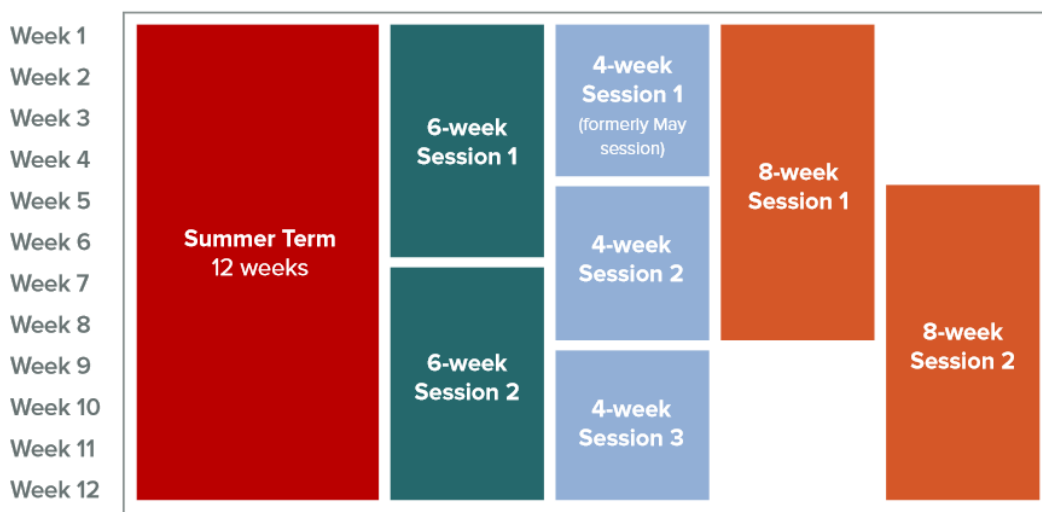 Week 1
Week 2
Week 3
Week 4
Week 5
Week 6
Week 7
Week 8
Week 9
Week 10
Week 11
Week 12
Summer Term
12 weeks
6-week
Session 1
6-week
Session 2
4-week
Session 1
(formerly May
session)
4-week
Session 2
4-week
Session 3
8-week
Session 1
8-week
Session 2